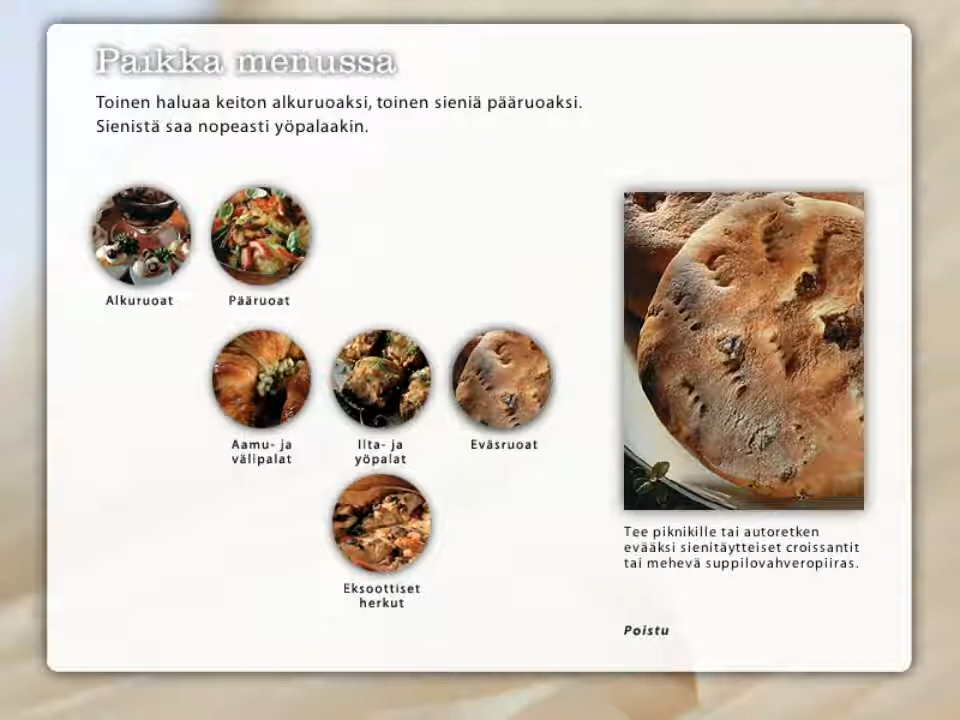 Paikka menussa
Toinen haluaa keiton alkuruoaksi, toinen sieniä pääruoaksi.
Sienistä saa nopeasti yöpalaakin.
Alkuruoat
Pääruoat
Aamu- ja
välipalat
Ilta- ja
yöpalat
Eväsruoat
Eksoottiset
herkut
Tee piknikille tai autoretken
evääksi sienitäytteiset croissantit
tai mehevä suppilovahveropiiras.
Poistu